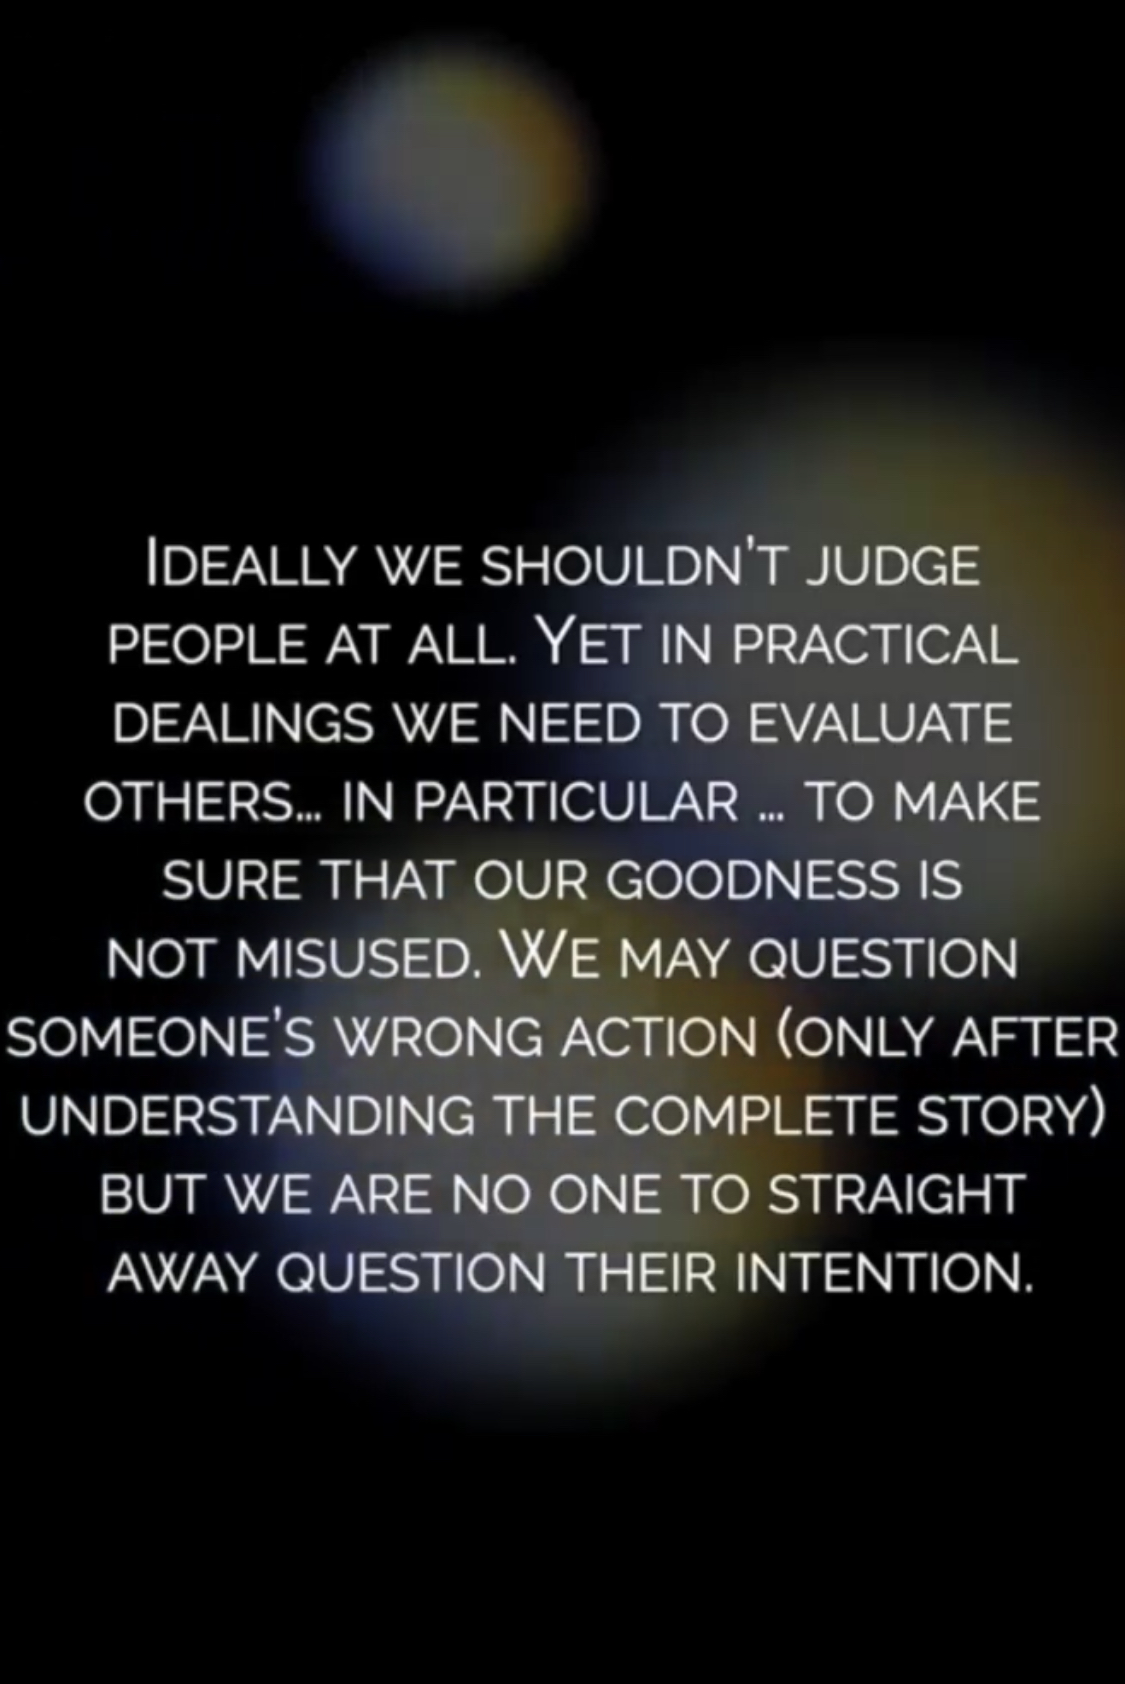 Ideally we shouldn't judge
people at all. Yet in practical
dealings we need to evaluate
others... in particular ... to make
sure that our goodness is
not misused. We may question
someone's wrong action (only after
understanding the complete story)
but we are no one to straight
away question their intention.